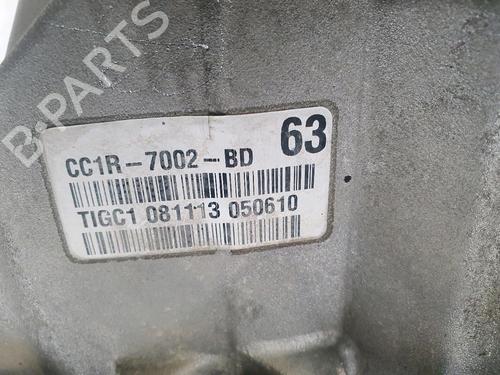 B-PARTS
63
CC1R-7002-BD
TIGC1 081113 050610